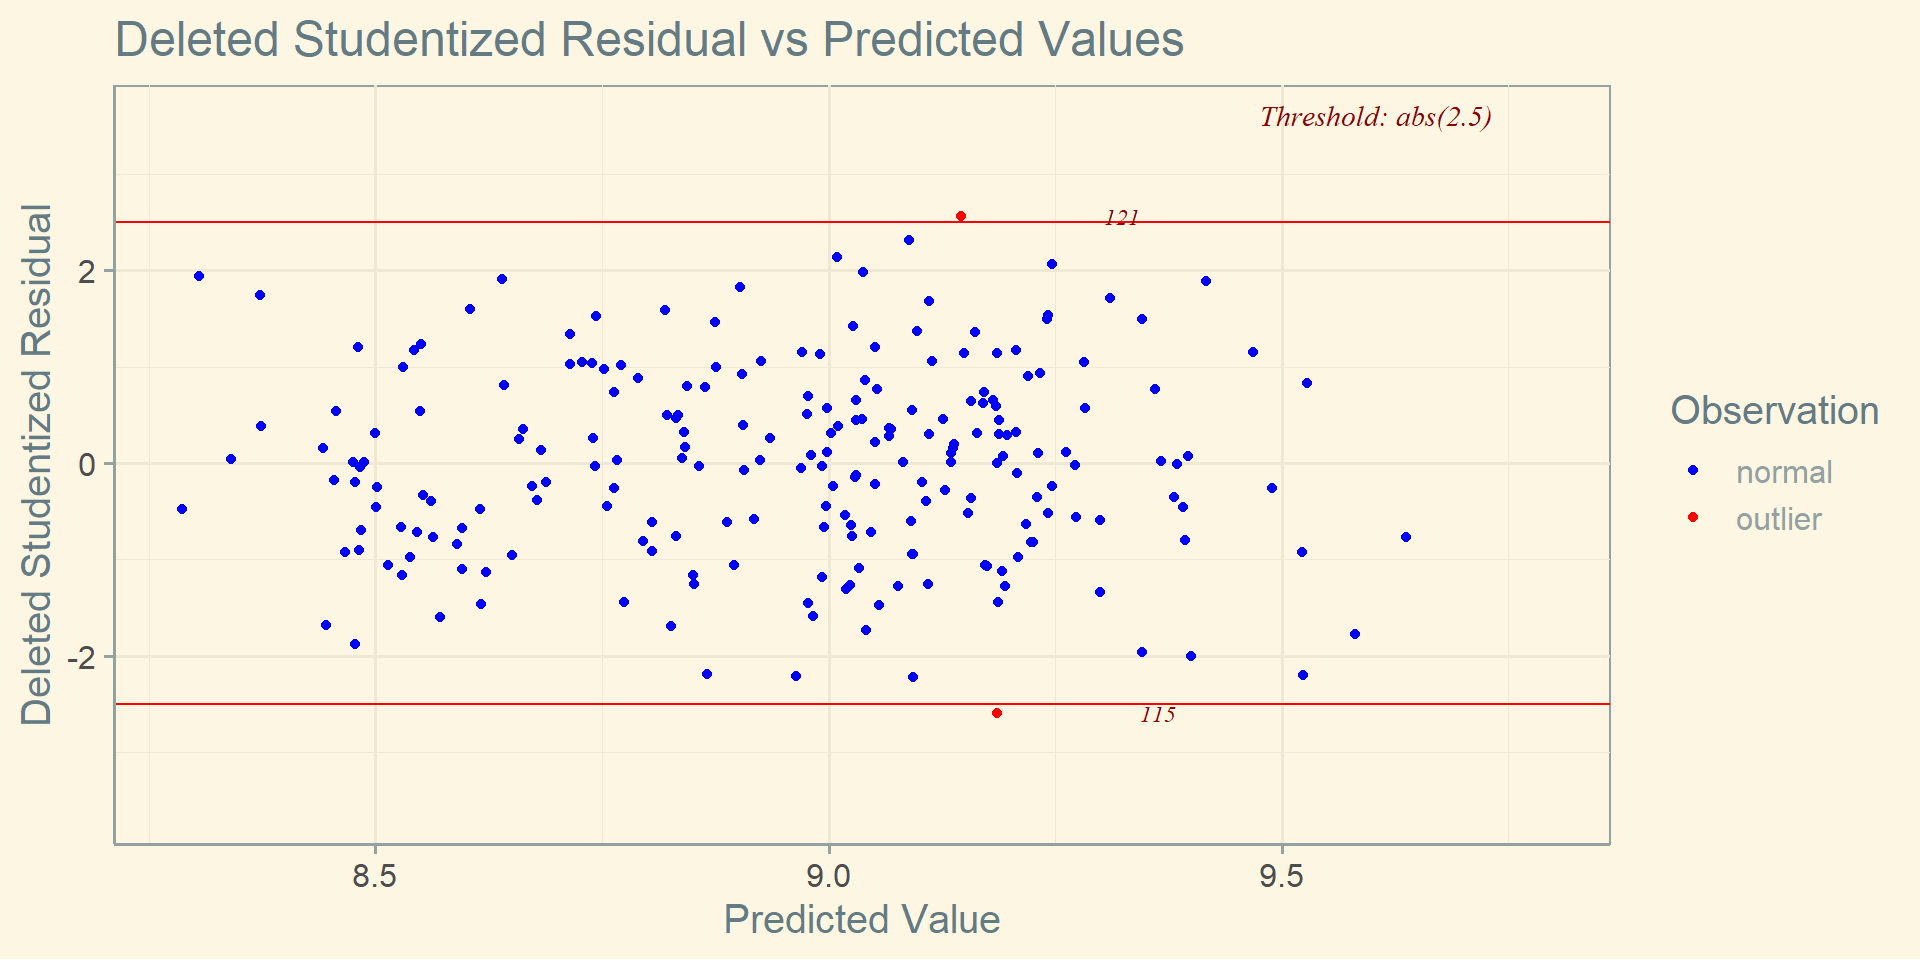 Deleted Studentized Residual vs Predicted Values
Threshold: abs(2.5)
121
115
2
0
-2
Deleted Studentized Residual
8.5 9.0 9.5
Predicted Value
Observation
normal
outlier